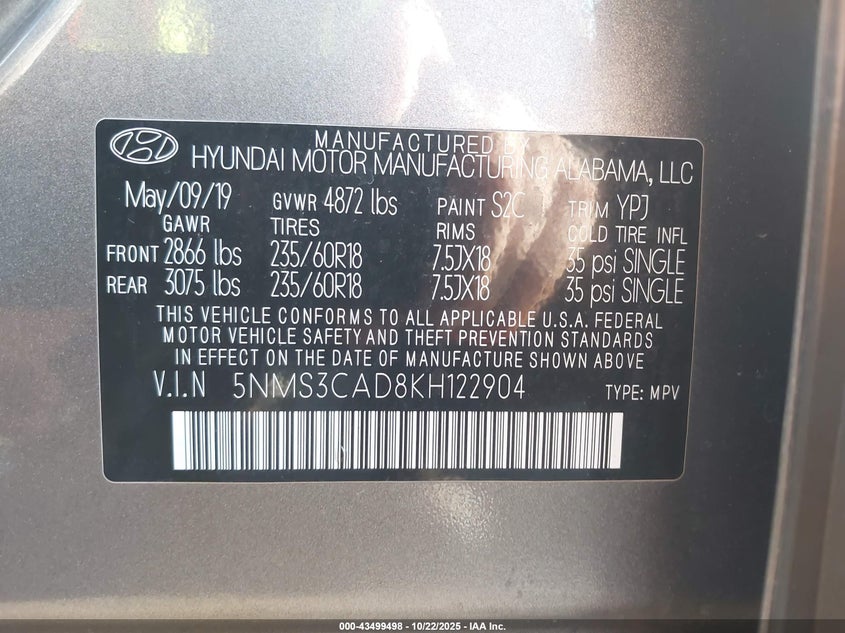 MANUFACTURED BY
HYUNDAI MOTOR MANUFACTURING ALABAMA, LLC
May/09/19 GVWR 4872 lbs PAINT S2C TRIM YPJ
GAWR TIRES RIMS COLD TIRE INFL
FRONT 2866 lbs 235/60R18 7.5JX18 35 psi SINGLE
REAR 3075 lbs 235/60R18 7.5JX18 35 psi SINGLE
THIS VEHICLE CONFORMS TO ALL APPLICABLE U.S.A. FEDERAL
MOTOR VEHICLE SAFETY AND THEFT PREVENTION STANDARDS
IN EFFECT ON THE DATE OF MANUFACTURE SHOWN ABOVE
V.I.N 5NMS3CAD8KH122904 TYPE: MPV
000-43499498 - 10/22/2025 - IAA Inc.